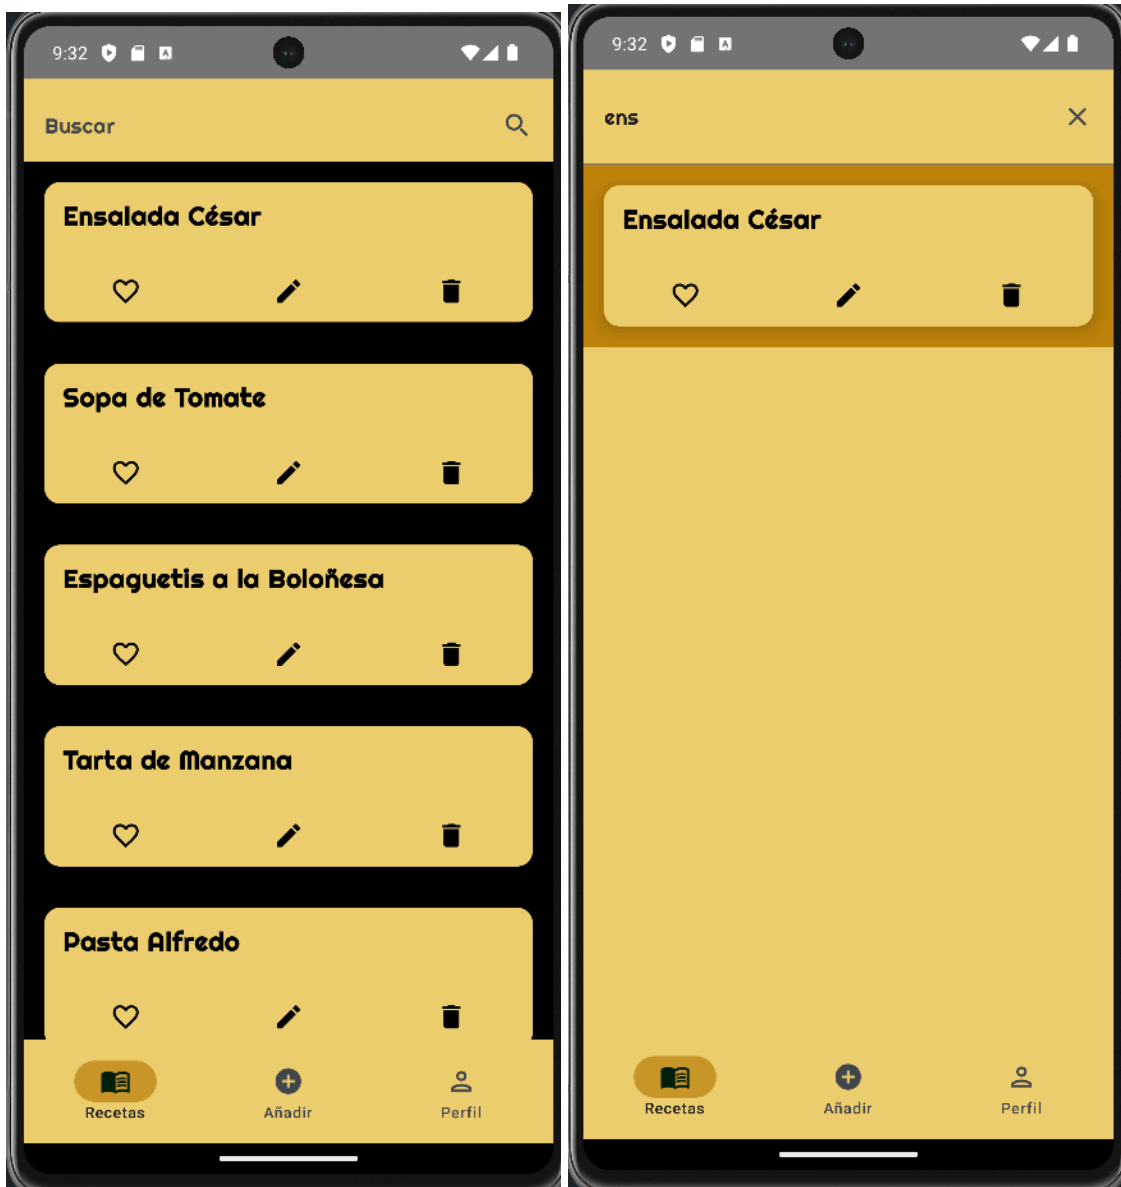 9:32
Buscar
Ensalada César
Sopa de Tomate
Espaguetis a la Boloñesa
Tarta de Manzana
Pasta Alfredo
Recetas
Añadir
Perfil
9:32
ens
Ensalada César
Recetas
Añadir
Perfil